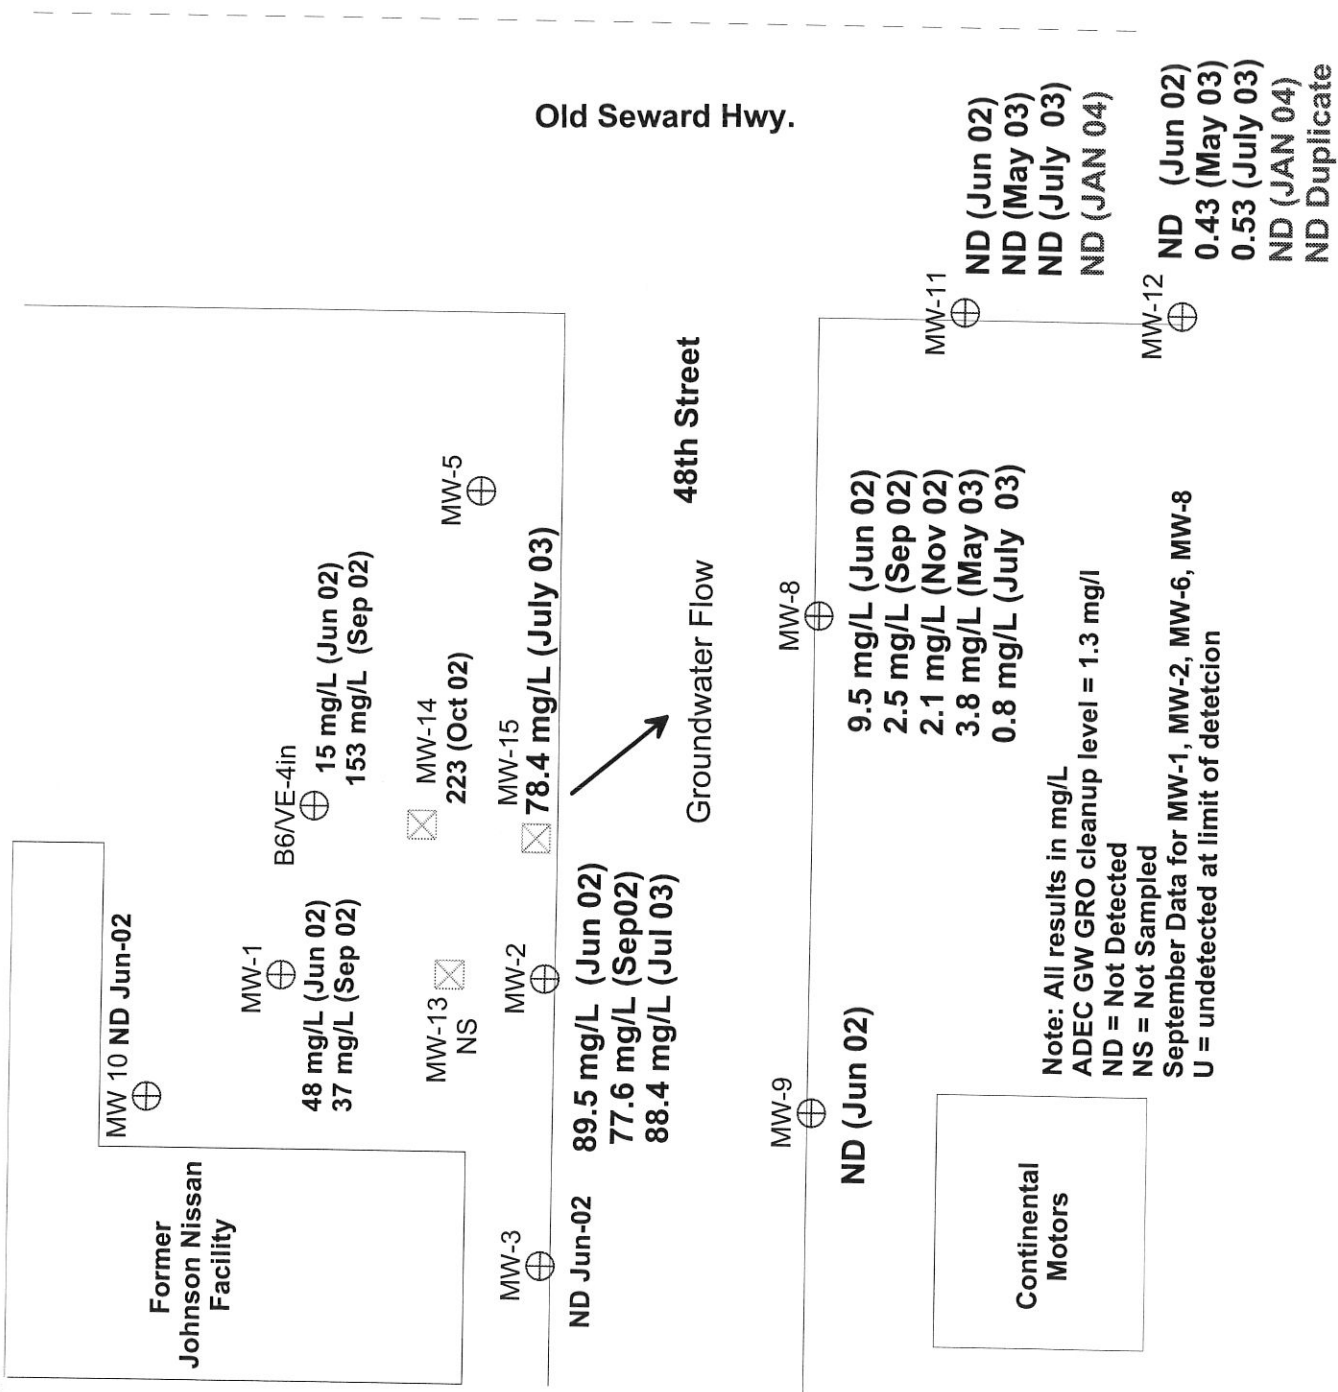 Old Seward Hwy.
Former
Johnson Nissan
Facility
MW 10 ND Jun-02
MW-1
48 mg/L (Jun 02)
37 mg/L (Sep 02)
B6/VE-4in
15 mg/L (Jun 02)
153 mg/L (Sep 02)
MW-13
NS
MW-14
223 (Oct 02)
MW-5
MW-3
ND Jun-02
MW-2
89.5 mg/L (Jun 02)
77.6 mg/L (Sep02)
88.4 mg/L (Jul 03)
MW-15
78.4 mg/L (July 03)
Groundwater Flow
48th Street
MW-9
ND (Jun 02)
MW-8
9.5 mg/L (Jun 02)
2.5 mg/L (Sep 02)
2.1 mg/L (Nov 02)
3.8 mg/L (May 03)
0.8 mg/L (July 03)
MW-11
ND (Jun 02)
ND (May 03)
ND (July 03)
ND (JAN 04)
MW-12
ND (Jun 02)
0.43 (May 03)
0.53 (July 03)
ND (JAN 04)
ND Duplicate
Continental
Motors
Note: All results in mg/L
ADEC GW GRO cleanup level = 1.3 mg/l
ND = Not Detected
NS = Not Sampled
September Data for MW-1, MW-2, MW-6, MW-8
U = undetected at limit of detetcion